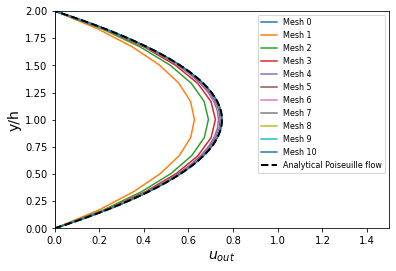 2.00
1.75
1.50
1.25
1.00
0.75
0.50
0.25
0.00
y/h
0.0 0.2 0.4 0.6 0.8 1.0 1.2 1.4
u_out
Mesh 0
Mesh 1
Mesh 2
Mesh 3
Mesh 4
Mesh 5
Mesh 6
Mesh 7
Mesh 8
Mesh 9
Mesh 10
Analytical Poiseuille flow